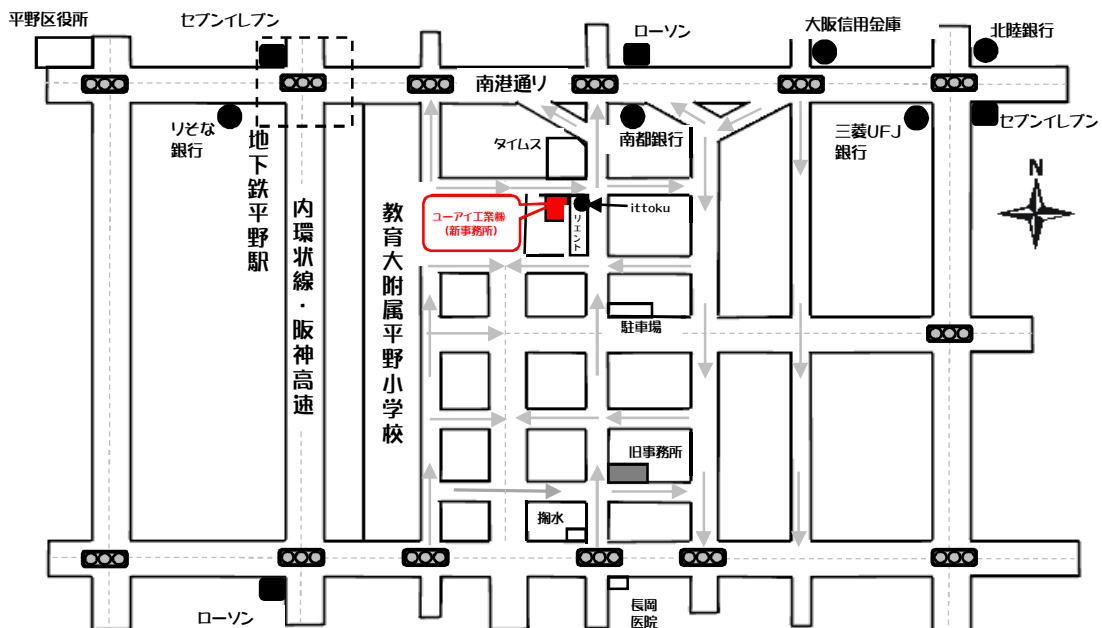 平野区役所
セブンイレブン
ローソン
大阪信用金庫
北陸銀行
南港通り
りそな
銀行
地下鉄平野駅
内環状線・阪神高速
教育大附属平野小学校
タイムス
南都銀行
三菱UFJ
銀行
セブンイレブン
N
ユーアイ工業㈱
(新事務所)
リエント
ittoku
駐車場
旧事務所
掬水
ローソン
長岡
医院